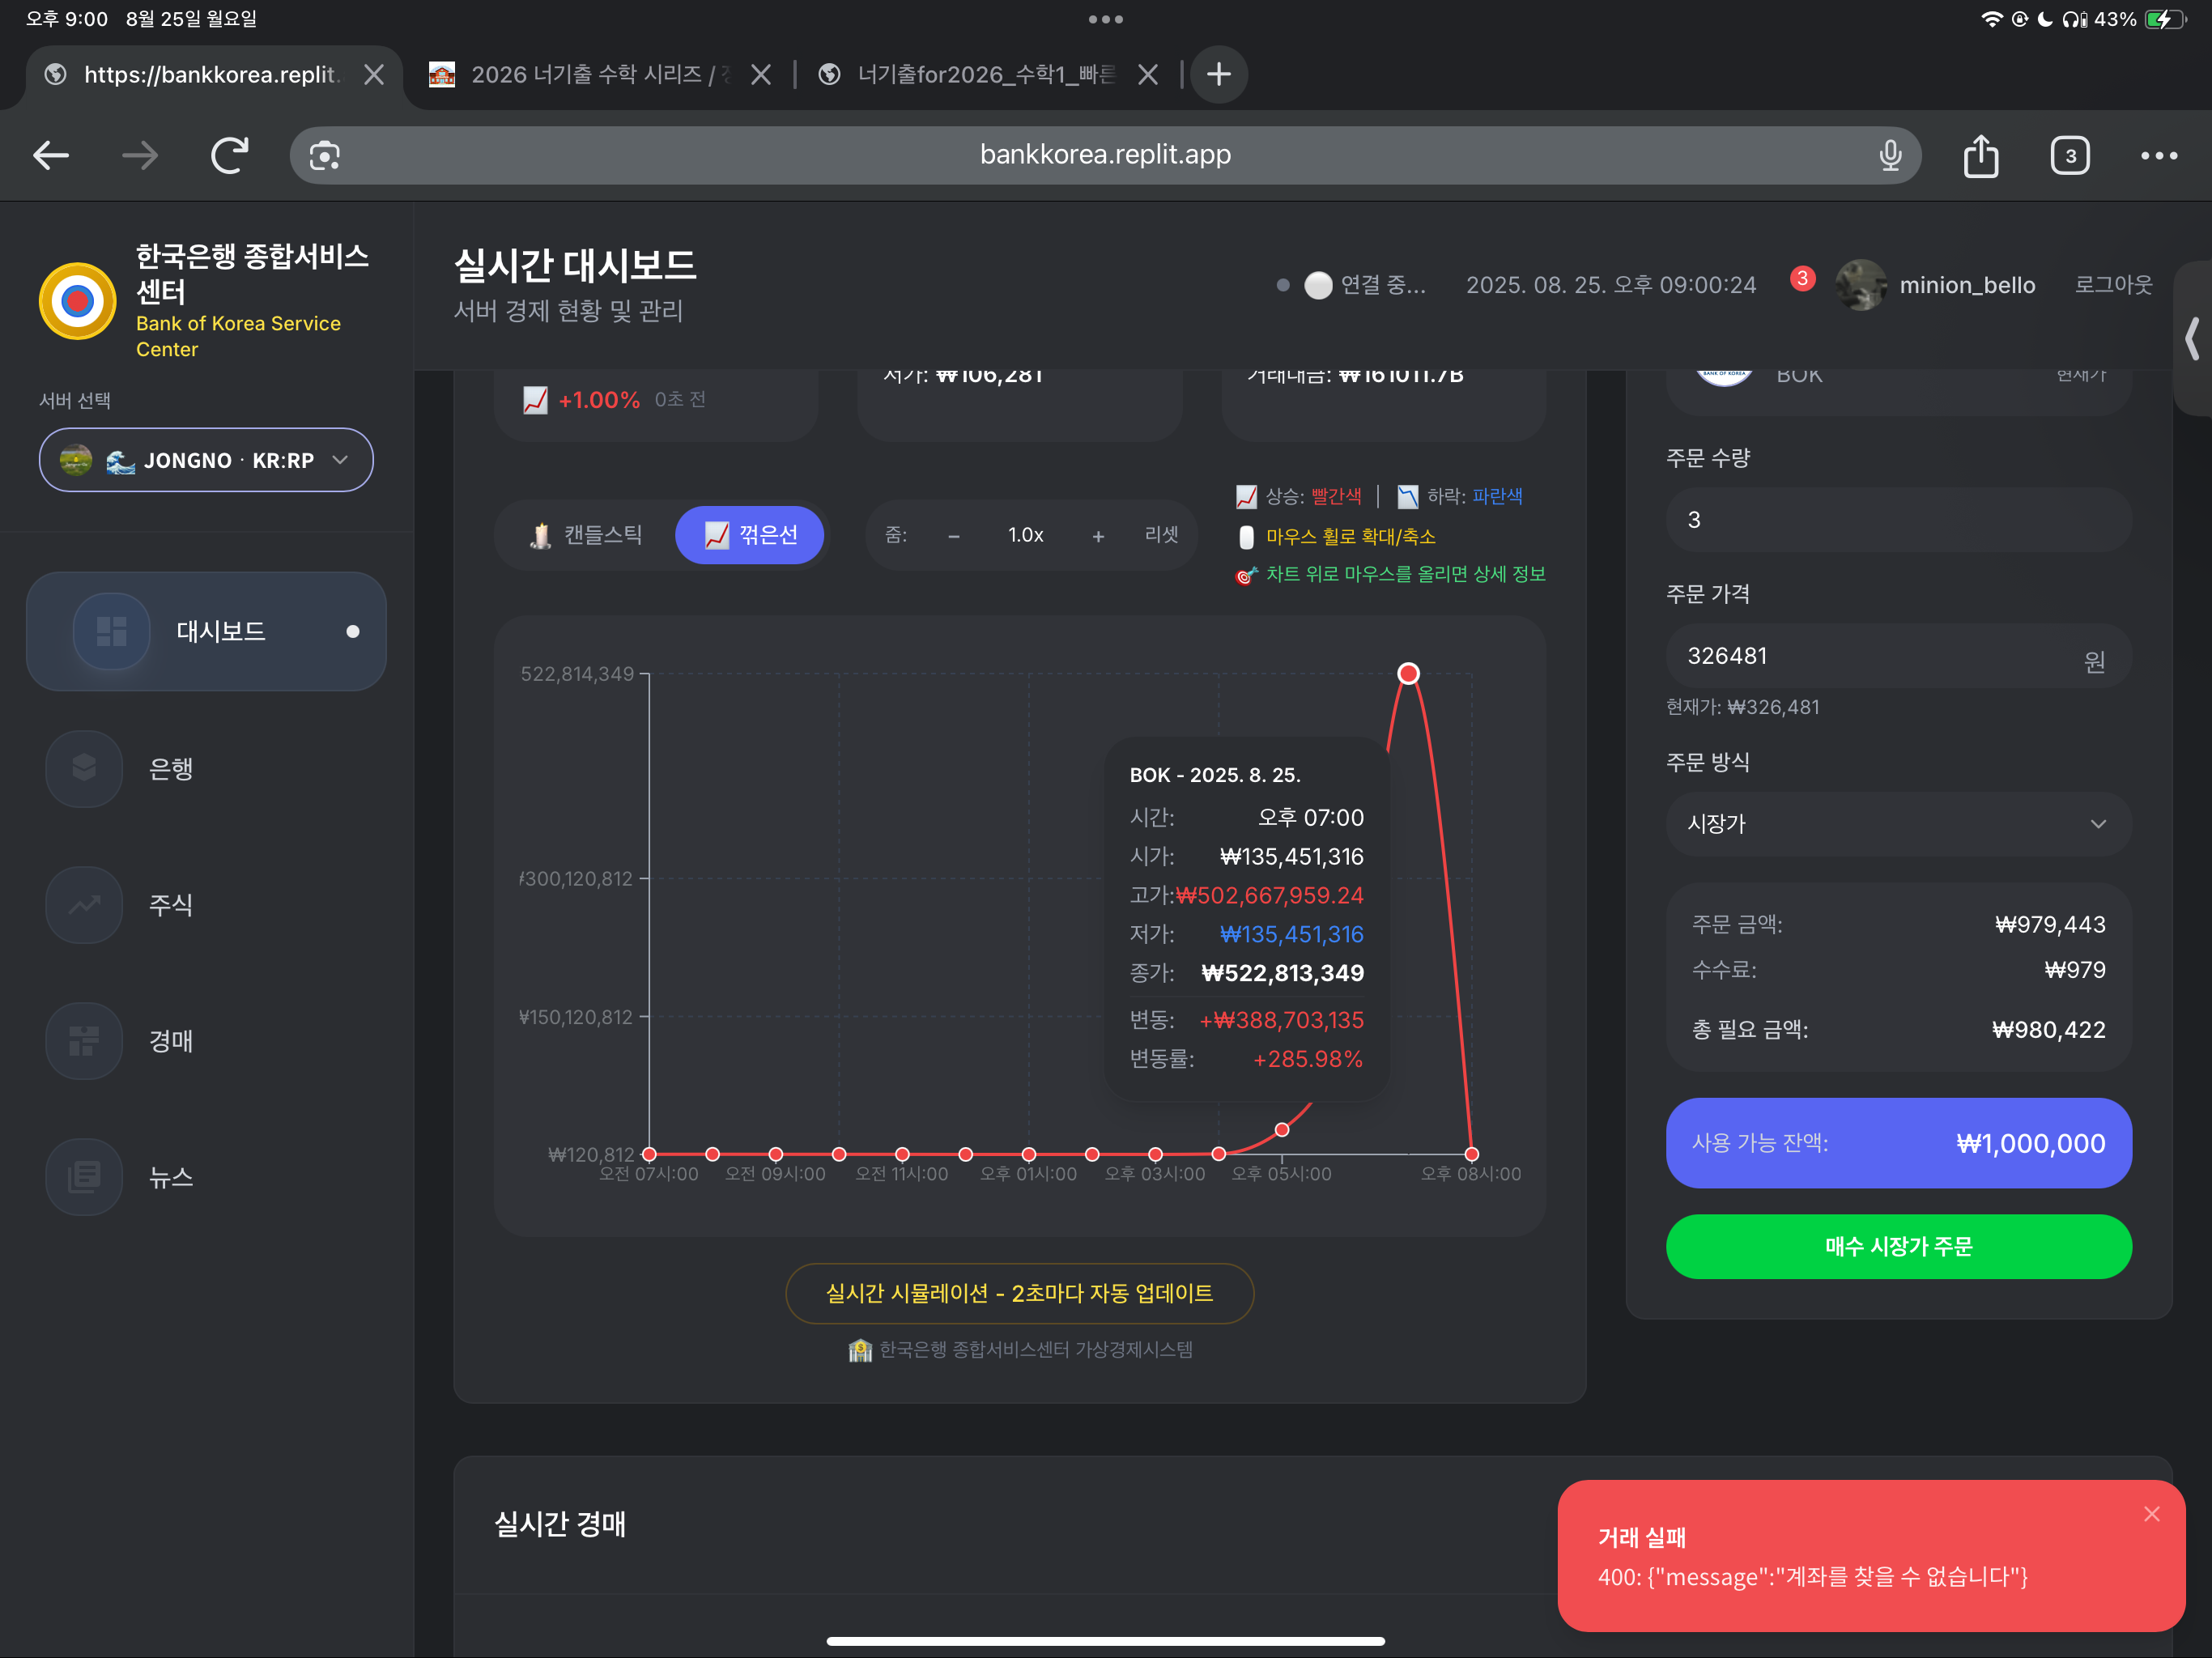 오후 9:00 8월 25일 월요일
43%
https://bankkorea.replit.
2026 너기출 수학 시리즈 /
너기출for2026_수학1_빠른
bankkorea.replit.app
3
한국은행 종합서비스
센터
Bank of Korea Service
Center
서버 선택
JONGNO · KR:RP
대시보드
은행
주식
경매
뉴스
실시간 대시보드
서버 경제 현황 및 관리
연결 중...
2025. 08. 25. 오후 09:00:24
3
minion_bello
로그아웃
+1.00% 0초 전
저가: ₩106,281
거래대금: ₩161011.7B
캔들스틱
꺾은선
줌:
−
1.0x
+
리셋
상승: 빨간색 | 하락: 파란색
마우스 휠로 확대/축소
차트 위로 마우스를 올리면 상세 정보
522,814,349
₩300,120,812
₩150,120,812
₩120,812
오전 07시:00
오전 09시:00
오전 11시:00
오후 01시:00
오후 03시:00
오후 05시:00
오후 08시:00
BOK - 2025. 8. 25.
시간: 오후 07:00
시가: ₩135,451,316
고가:₩502,667,959.24
저가: ₩135,451,316
종가: ₩522,813,349
변동: +₩388,703,135
변동률: +285.98%
실시간 시뮬레이션 - 2초마다 자동 업데이트
한국은행 종합서비스센터 가상경제시스템
BANK OF KOREA
BOK
현재가
주문 수량
3
주문 가격
326481
원
현재가: ₩326,481
주문 방식
시장가
주문 금액: ₩979,443
수수료: ₩979
총 필요 금액: ₩980,422
사용 가능 잔액: ₩1,000,000
매수 시장가 주문
실시간 경매
거래 실패
400: {"message":"계좌를 찾을 수 없습니다"}